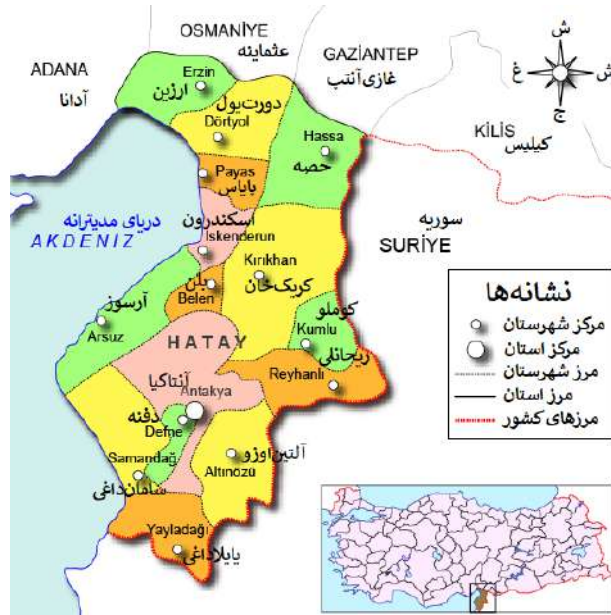 OSMANİYE
عثمانیه
GAZİANTEP
غازی‌آنتب
ADANA
آدانا
KİLİS
کیلیس
ش
ش
غ
ج
Erzin
ارزین
دورت‌یول
Dörtyol
Hassa
حصه
Payas
پایاس
اسکندرون
İskenderun
دریای مدیترانه
AKDENİZ
سوریه
SURİYE
Kırıkhan
کریک‌خان
بلن
Belen
آرسوز
Arsuz
کوملو
Kumlu
HATAY
ریحانلی
Reyhanlı
آنتاکیا
Antakya
دفنه
Defne
Samandağ
سامان‌داغی
آلتین‌اوزو
Altınözü
Yayladağı
یایلاداغی
نشانه‌ها
مرکز شهرستان
مرکز استان
مرز شهرستان
مرز استان
مرزهای کشور